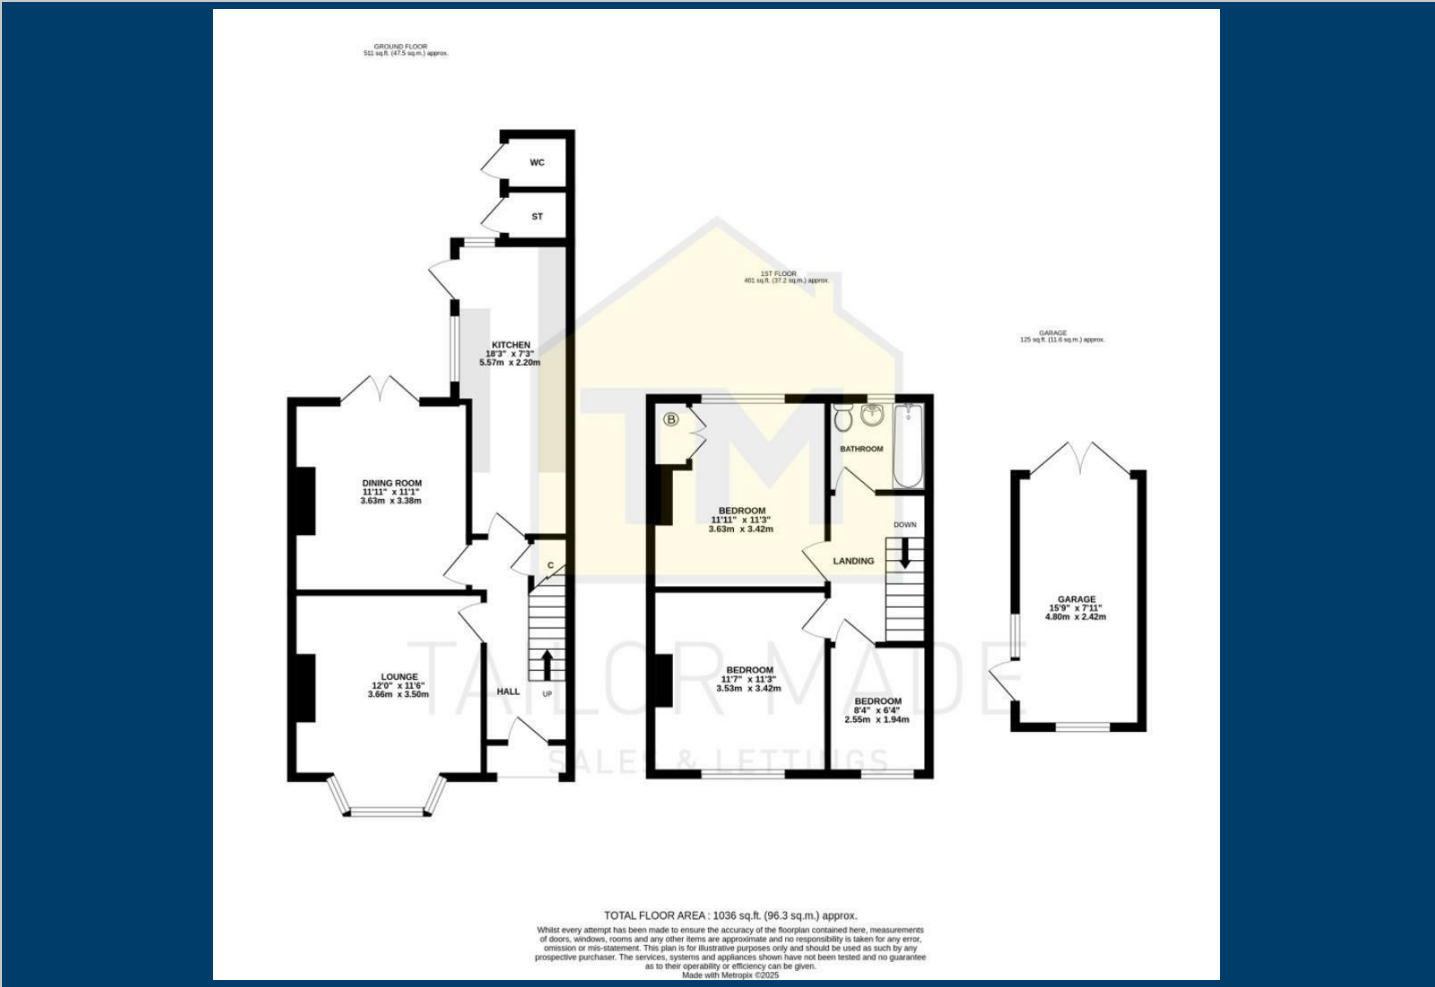 GROUND FLOOR
511 sq.ft. (47.5 sq.m.) approx.
WC
ST
KITCHEN
18'3" x 7'3"
5.57m x 2.20m
DINING ROOM
11'11" x 11'1"
3.63m x 3.38m
C
LOUNGE
12'0" x 11'6"
3.66m x 3.50m
HALL
UP
1ST FLOOR
401 sq.ft. (37.2 sq.m.) approx.
B
BATHROOM
BEDROOM
11'11" x 11'3"
3.63m x 3.42m
DOWN
LANDING
BEDROOM
11'7" x 11'3"
3.53m x 3.42m
BEDROOM
8'4" x 6'4"
2.55m x 1.94m
GARAGE
125 sq.ft. (11.6 sq.m.) approx.
GARAGE
15'9" x 7'11"
4.80m x 2.42m
TM
TAILOR MADE
SALES & LETTINGS
TOTAL FLOOR AREA : 1036 sq.ft. (96.3 sq.m.) approx.
Whilst every attempt has been made to ensure the accuracy of the floorplan contained here, measurements
of doors, windows, rooms and any other items are approximate and no responsibility is taken for any error,
omission or mis-statement. This plan is for illustrative purposes only and should be used as such by any
prospective purchaser. The services, systems and appliances shown have not been tested and no guarantee
as to their operability or efficiency can be given.
Made with Metropix ©2025